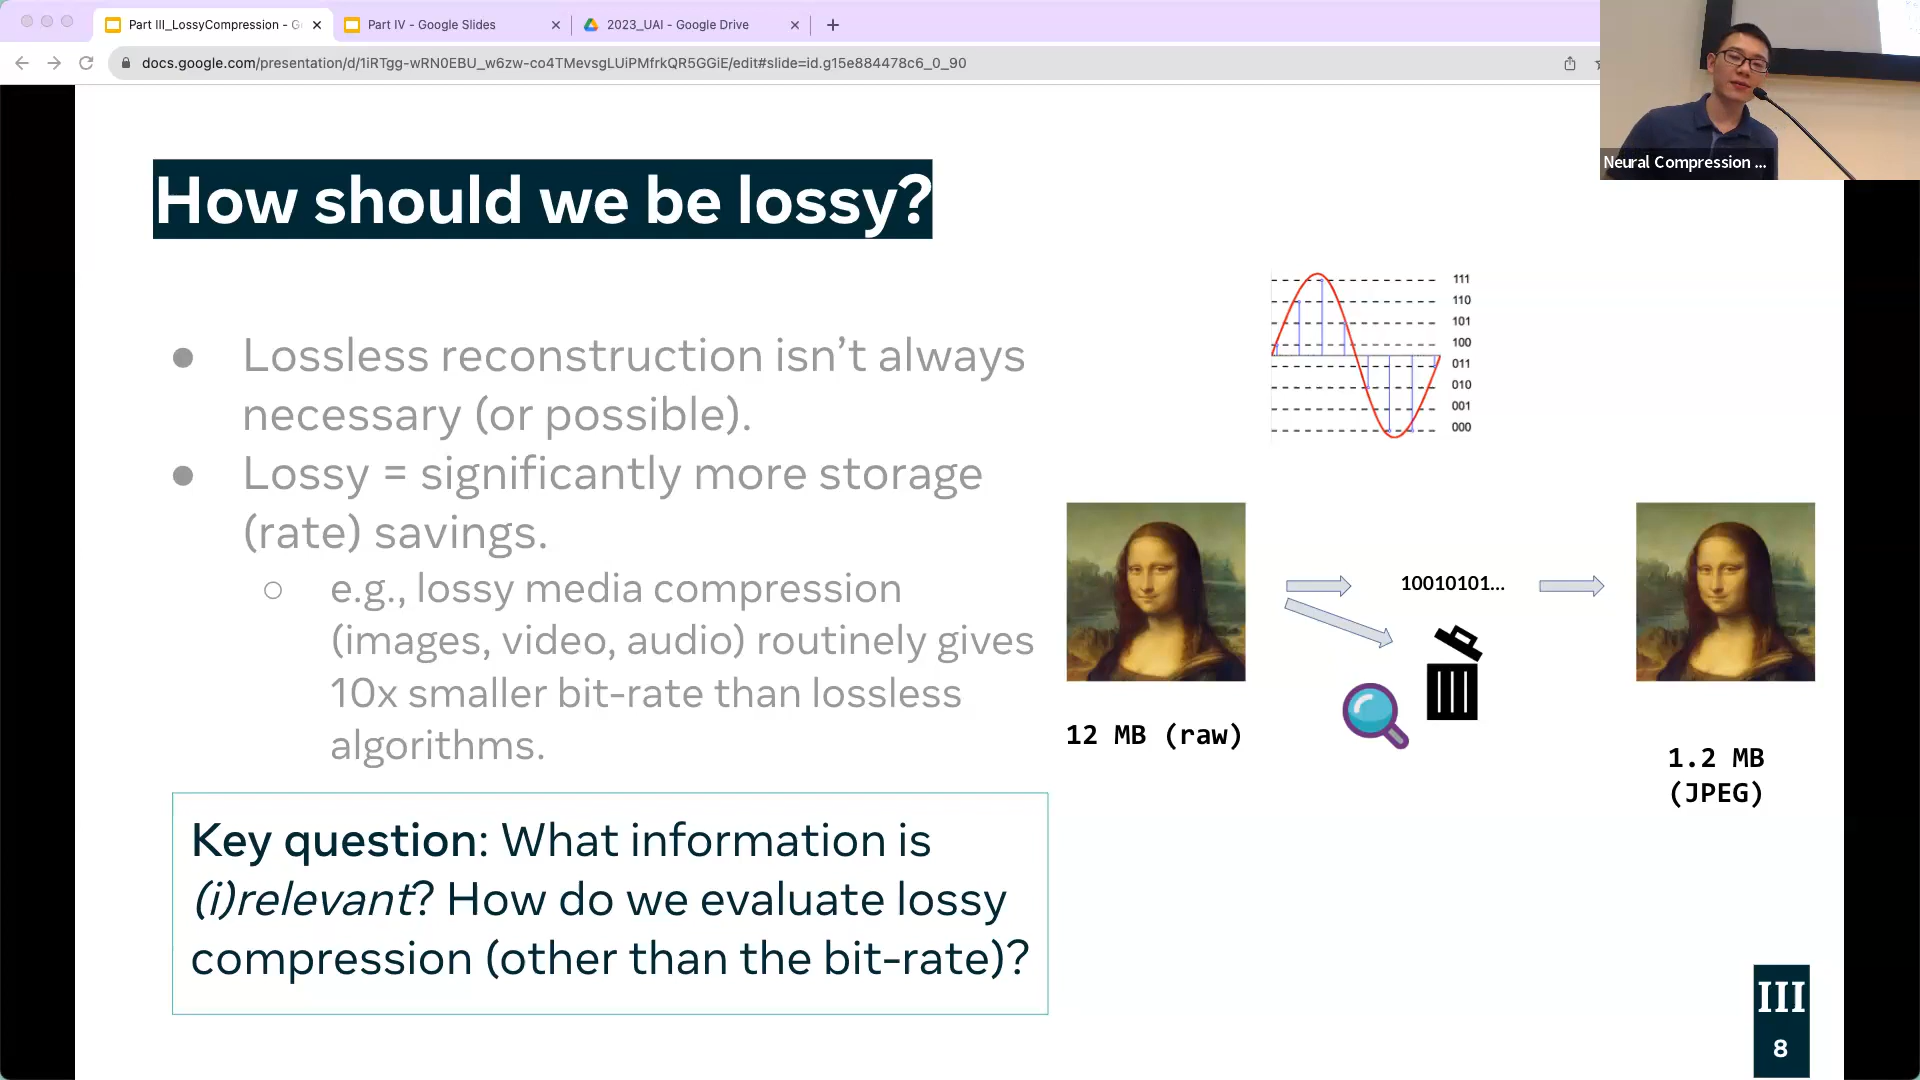 Part III_LossyCompression - G
Part IV - Google Slides
2023_UAI - Google Drive
docs.google.com/presentation/d/1iRTgg-wRN0EBU_w6zw-co4TMevsgLUiPMfrkQR5GGiE/edit#slide=id.g15e884478c6_0_90
Neural Compression ...
How should we be lossy?
Lossless reconstruction isn’t always
necessary (or possible).
Lossy = significantly more storage
(rate) savings.
e.g., lossy media compression
(images, video, audio) routinely gives
10x smaller bit-rate than lossless
algorithms.
Key question: What information is
(i)relevant? How do we evaluate lossy
compression (other than the bit-rate)?
111
110
101
100
011
010
001
000
10010101...
12 MB (raw)
1.2 MB
(JPEG)
III
8